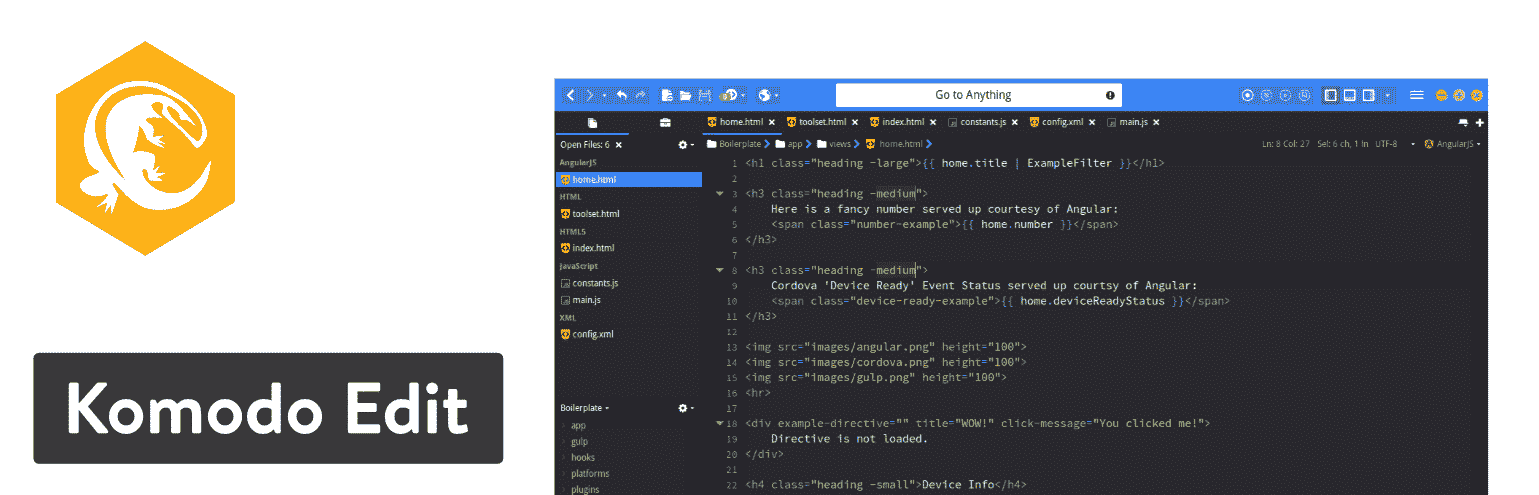 Komodo Edit
Go to Anything
home.html toolset.html index.html constants.js config.xml main.js
Open Files: 6
Boilerplate app views home.html Ln: 8 Col: 27 Sel: 6 ch, 1 ln UTF-8 AngularJS
AngularJS
home.html
HTML
toolset.html
HTML5
index.html
JavaScript
constants.js
main.js
XML
config.xml
Boilerplate
app
gulp
hooks
platforms
plugins
1 <h1 class="heading -large">{{ home.title | ExampleFilter }}</h1>
2
3 <h3 class="heading -medium">
4 Here is a fancy number served up courtesy of Angular:
5 <span class="number-example">{{ home.number }}</span>
6 </h3>
7
8 <h3 class="heading -medium">
9 Cordova 'Device Ready' Event Status served up courtsy of Angular:
10 <span class="device-ready-example">{{ home.deviceReadyStatus }}</span>
11 </h3>
12
13 <img src="images/angular.png" height="100">
14 <img src="images/cordova.png" height="100">
15 <img src="images/gulp.png" height="100">
16 <hr>
17
18 <div example-directive="" title="WOW!" click-message="You clicked me!">
19 Directive is not loaded.
20 </div>
21
22 <h4 class="heading -small">Device Info</h4>